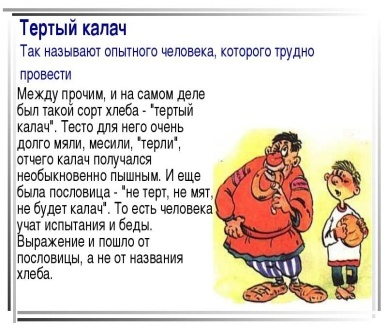 Тертый калач
Так называют опытного человека, которого трудно
провести
Между прочим, и на самом деле
был такой сорт хлеба - "тертый
калач". Тесто для него очень
долго мяли, месили, "терли",
отчего калач получался
необыкновенно пышным. И еще
была пословица - "не терт, не мят,
не будет калач". То есть человека
учат испытания и беды.
Выражение и пошло от
пословицы, а не от названия
хлеба.